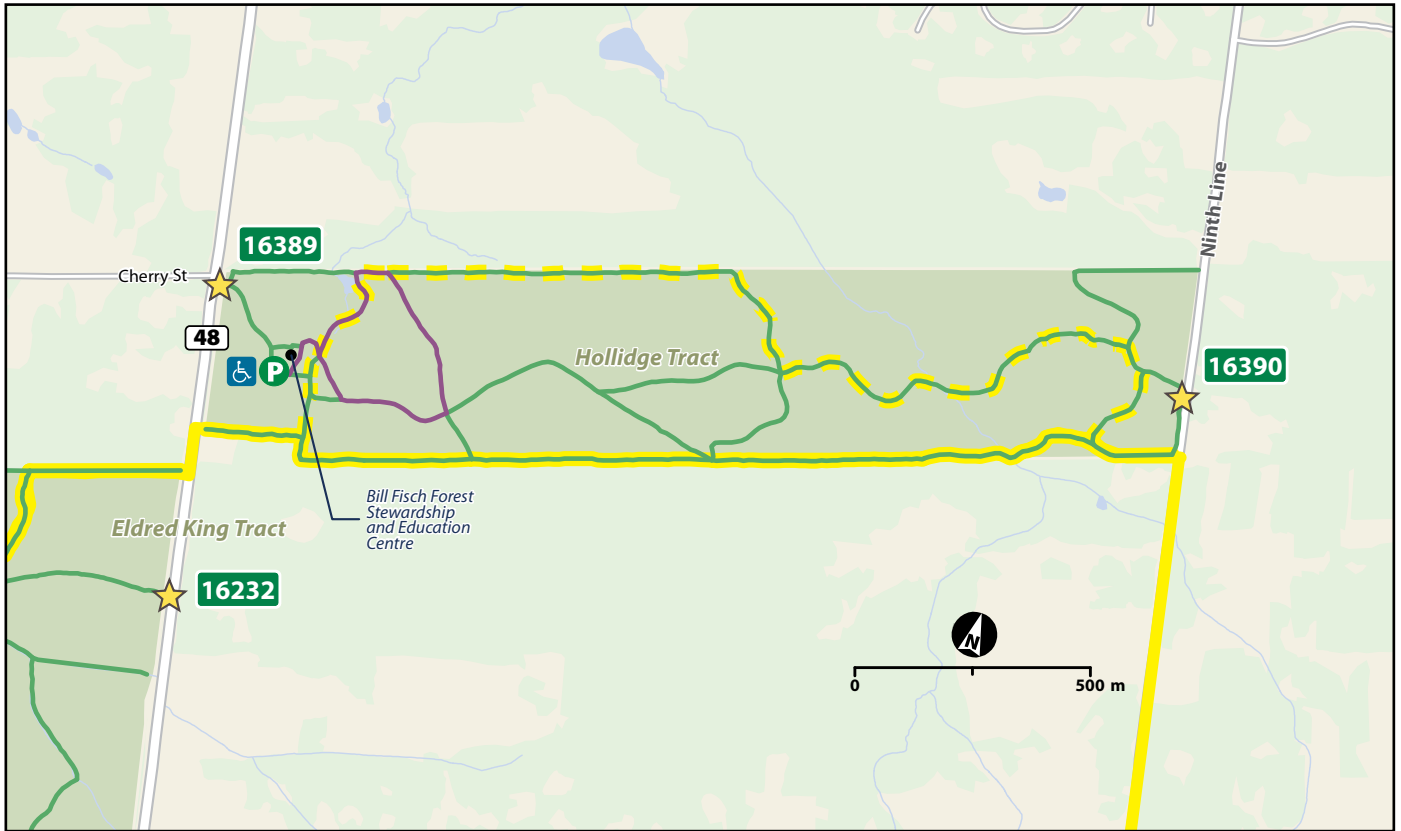 16389
Cherry St
48
P
Hollidge Tract
Ninth Line
16390
Bill Fisch Forest
Stewardship
and Education
Centre
Eldred King Tract
16232
N
0
500 m